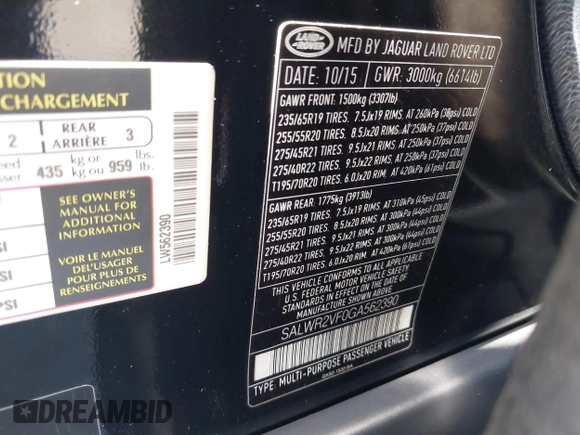 TION
CHARGEMENT
2 REAR ARRIÈRE 3
435 kg or kg ou 959 lbs. lb.
SEE OWNER'S
MANUAL FOR
ADDITIONAL
INFORMATION
VOIR LE MANUEL
DE L'USAGER
POUR PLUS DE
RENSEIGNEMENTS
SI
SI
PSI
LW562390
LAND-
ROVER
MFD BY JAGUAR LAND ROVER LTD
DATE: 10/15 GWR: 3000kg (6614lb)
GAWR FRONT: 1500kg (3307lb)
235/65R19 TIRES. 7.5Jx19 RIMS. AT 260kPa (38psi) COLD
255/55R20 TIRES. 8.5Jx20 RIMS. AT 250kPa (37psi) COLD
275/45R21 TIRES. 9.5Jx21 RIMS. AT 250kPa (37psi) COLD
275/40R22 TIRES. 9.5Jx22 RIMS. AT 250kPa (37psi) COLD
T195/70R20 TIRES. 6.0Jx20 RIM. AT 420kPa (61psi) COLD
GAWR REAR: 1775kg (3913lb)
235/65R19 TIRES. 7.5Jx19 RIMS. AT 310kPa (45psi) COLD
255/55R20 TIRES. 8.5Jx20 RIMS. AT 300kPa (44psi) COLD
275/45R21 TIRES. 9.5Jx21 RIMS. AT 300kPa (44psi) COLD
275/40R22 TIRES. 9.5Jx22 RIMS. AT 300kPa (44psi) COLD
T195/70R20 TIRES. 6.0Jx20 RIM. AT 420kPa (61psi) COLD
THIS VEHICLE CONFORMS TO ALL APPLICABLE FEDERAL
MOTOR VEHICLE SAFETY AND THEFT PREVENTION
STANDARDS IN EFFECT ON THE DATE OF MANUFACTURE
SHOWN ABOVE.
SALWR2VF0GA562390
TYPE: MULTI-PURPOSE PASSENGER VEHICLE
DREAMBID